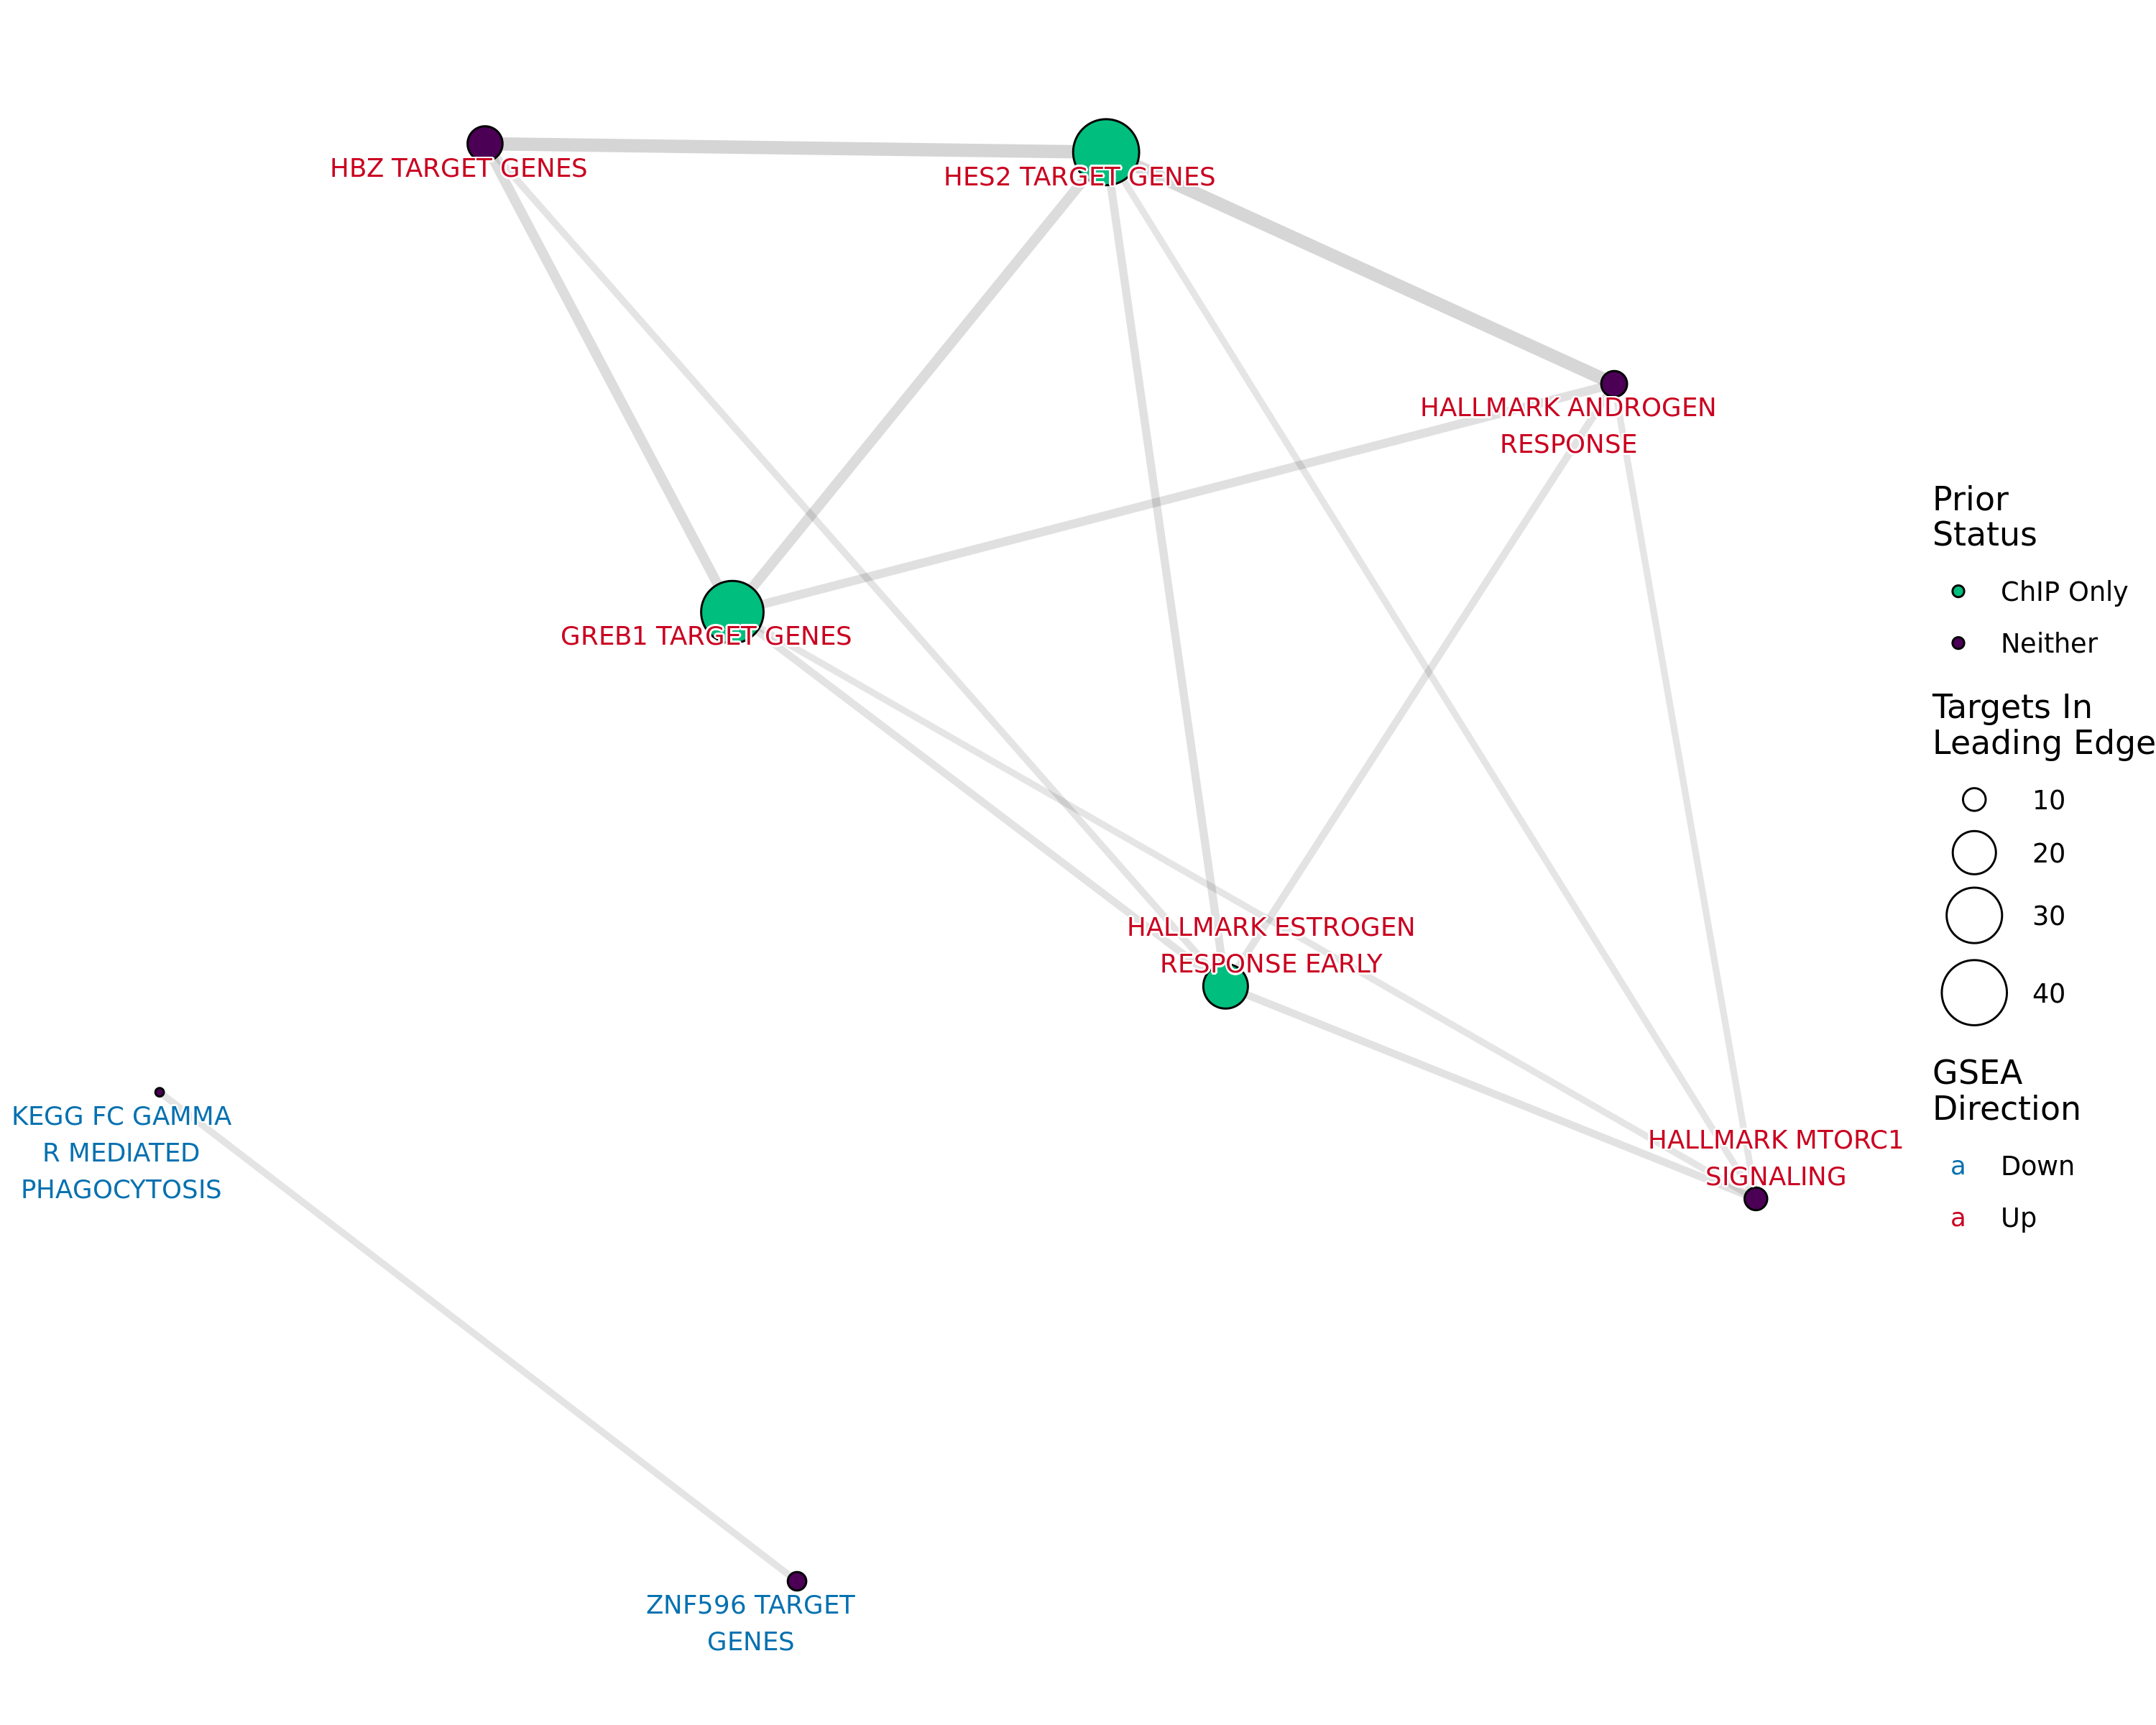 HBZ TARGET GENES
HES2 TARGET GENES
HALLMARK ANDROGEN
RESPONSE
GREB1 TARGET GENES
HALLMARK ESTROGEN
RESPONSE EARLY
KEGG FC GAMMA
R MEDIATED
PHAGOCYTOSIS
HALLMARK MTORC1
SIGNALING
ZNF596 TARGET
GENES
Prior
Status
ChIP Only
Neither
Targets In
Leading Edge
10
20
30
40
GSEA
Direction
a Down
a Up